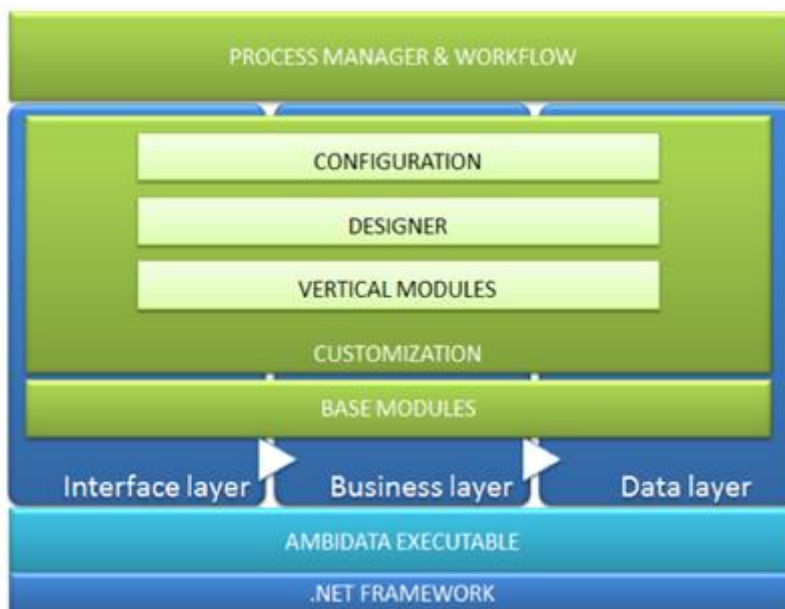 PROCESS MANAGER & WORKFLOW
CONFIGURATION
DESIGNER
VERTICAL MODULES
CUSTOMIZATION
BASE MODULES
Interface layer
Business layer
Data layer
AMBIDATA EXECUTABLE
.NET FRAMEWORK